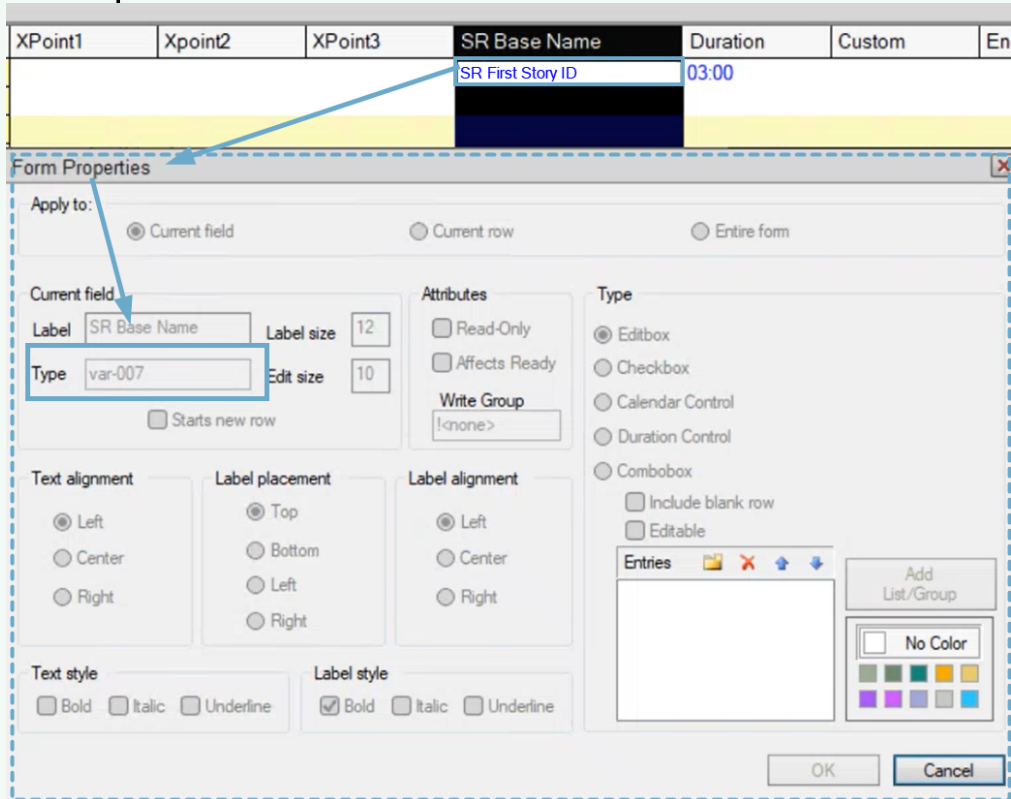 XPoint1 Xpoint2 XPoint3 SR Base Name Duration Custom En
SR First Story ID 03:00
Form Properties
Apply to:
Current field Current row Entire form
Current field Attributes Type
Label SR Base Name Label size 12 Read-Only Editbox
Type var-007 Edit size 10 Affects Ready Checkbox
Starts new row Write Group Calendar Control
!<none> Duration Control
Text alignment Label placement Label alignment Combobox
Left Top Left Include blank row
Center Bottom Center Editable
Right Left Right Entries Add List/Group
Right No Color
Text style Label style
Bold Italic Underline Bold Italic Underline
OK Cancel